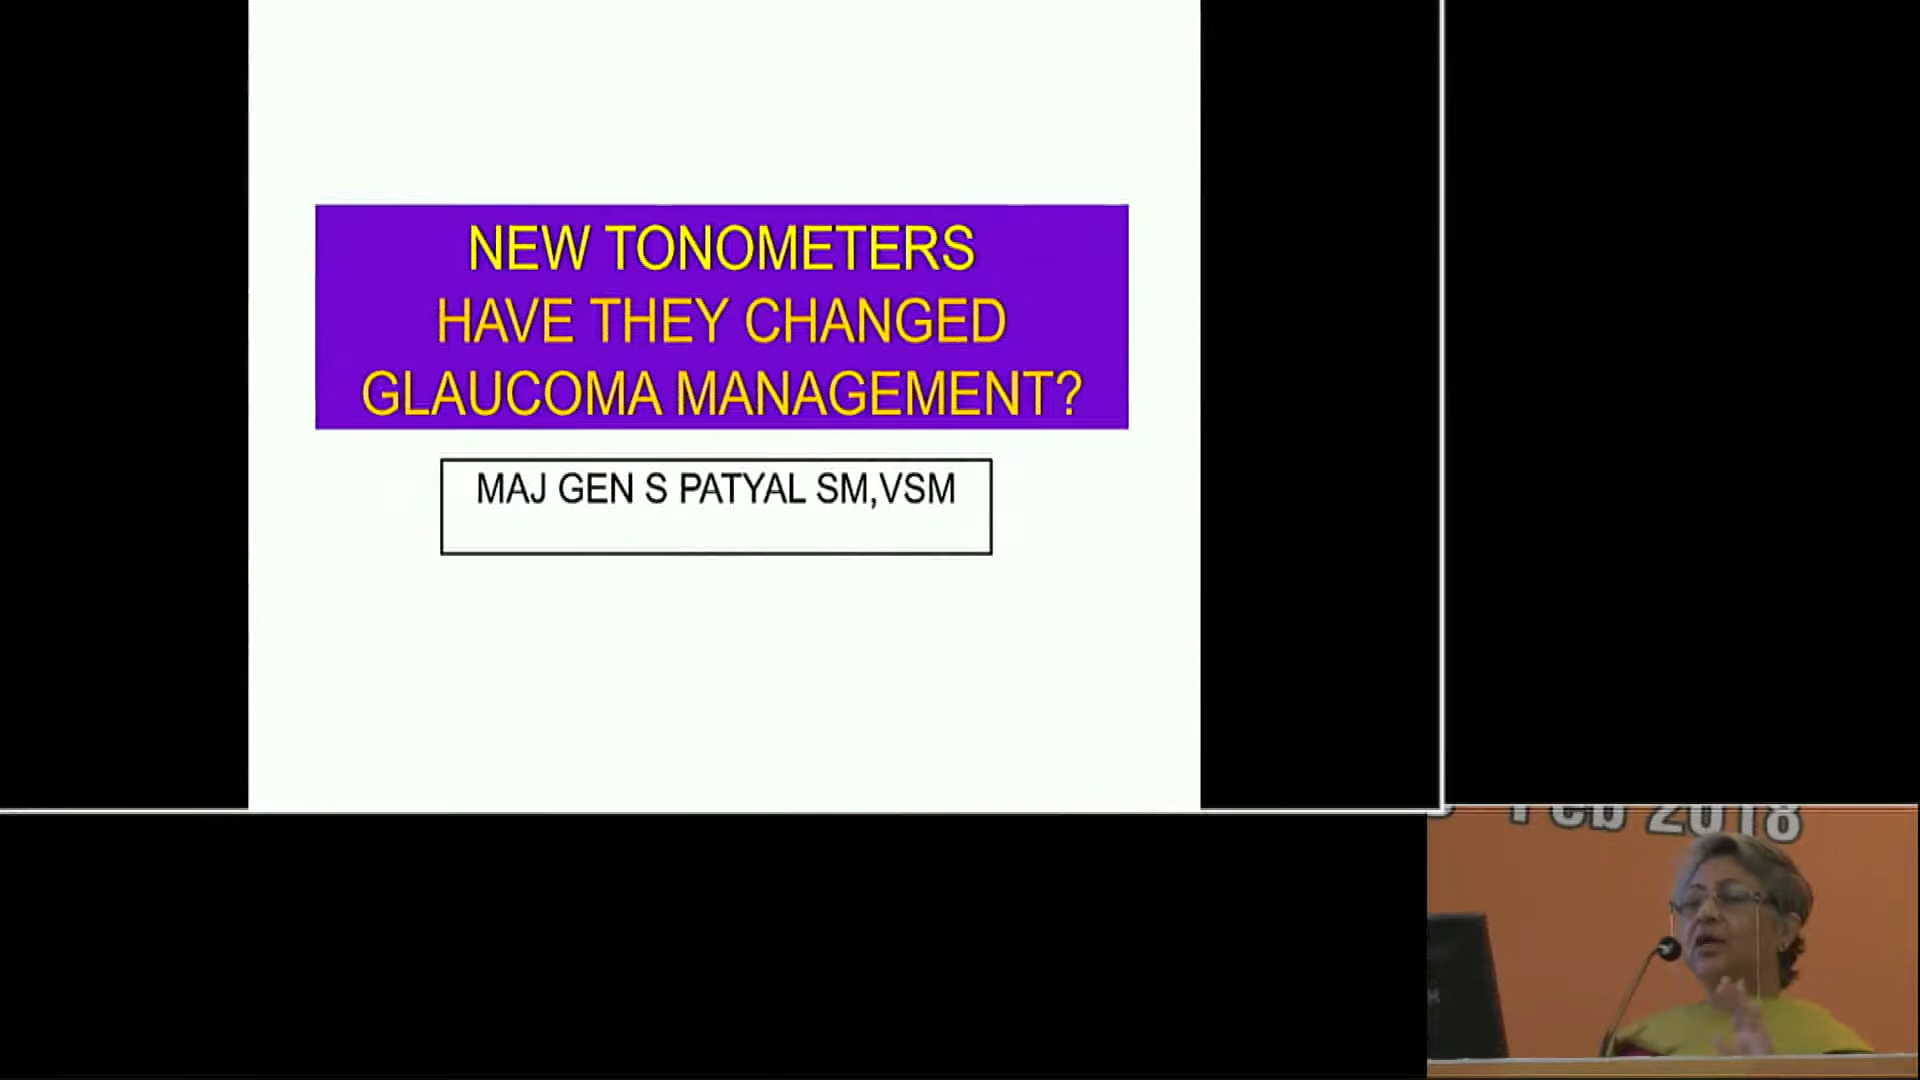 NEW TONOMETERS
HAVE THEY CHANGED
GLAUCOMA MANAGEMENT?
MAJ GEN S PATYAL SM,VSM
Feb 2018